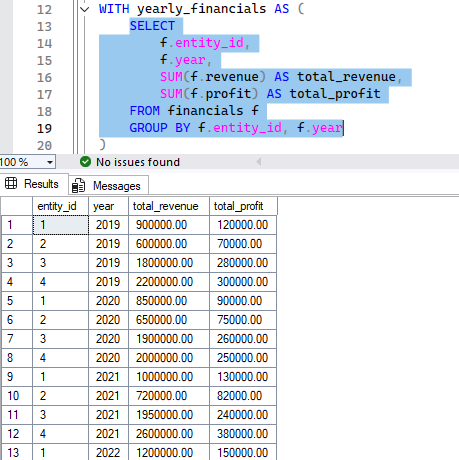 12 WITH yearly_financials AS (
13 SELECT
14 f.entity_id,
15 f.year,
16 SUM(f.revenue) AS total_revenue,
17 SUM(f.profit) AS total_profit
18 FROM financials f
19 GROUP BY f.entity_id, f.year
20 )
100 % No issues found
Results Messages
entity_id year total_revenue total_profit
1 1 2019 900000.00 120000.00
2 2 2019 600000.00 70000.00
3 3 2019 1800000.00 280000.00
4 4 2019 2200000.00 300000.00
5 1 2020 850000.00 90000.00
6 2 2020 650000.00 75000.00
7 3 2020 1900000.00 260000.00
8 4 2020 2000000.00 250000.00
9 1 2021 1000000.00 130000.00
10 2 2021 720000.00 82000.00
11 3 2021 1950000.00 240000.00
12 4 2021 2600000.00 380000.00
13 1 2022 1200000.00 150000.00